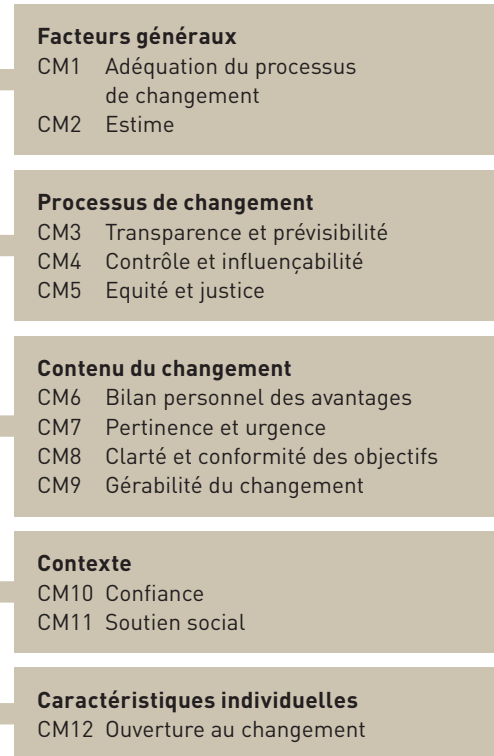 Facteurs généraux
CM1 Adéquation du processus
de changement
CM2 Estime
Processus de changement
CM3 Transparence et prévisibilité
CM4 Contrôle et influençabilité
CM5 Equité et justice
Contenu du changement
CM6 Bilan personnel des avantages
CM7 Pertinence et urgence
CM8 Clarté et conformité des objectifs
CM9 Gérabilité du changement
Contexte
CM10 Confiance
CM11 Soutien social
Caractéristiques individuelles
CM12 Ouverture au changement